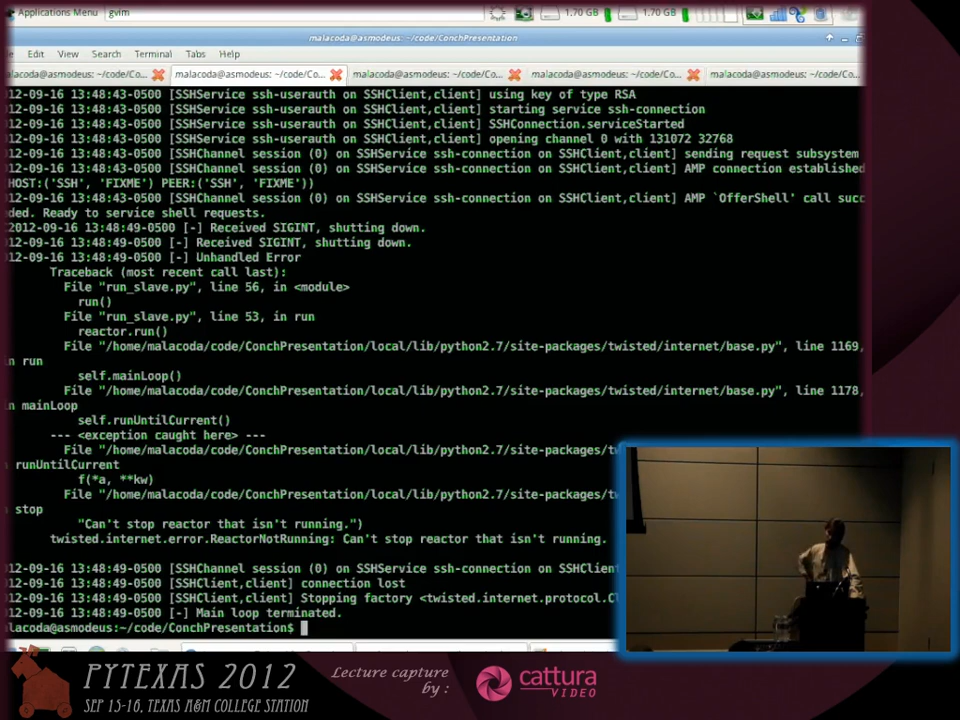 Applications Menu gvim 1.70 GB 1.70 GB
malacoda@asmodeus: ~/code/ConchPresentation
Edit View Search Terminal Tabs Help
alacoda@asmodeus: ~/code/Co... malacoda@asmodeus: ~/code/Co... malacoda@asmodeus: ~/code/Co... malacoda@asmodeus: ~/code/Co... malacoda@asmodeus: ~/code/Co...
12-09-16 13:48:43-0500 [SSHService ssh-userauth on SSHClient,client] using key of type RSA
12-09-16 13:48:43-0500 [SSHService ssh-userauth on SSHClient,client] starting service ssh-connection
12-09-16 13:48:43-0500 [SSHService ssh-userauth on SSHClient,client] SSHConnection.serviceStarted
12-09-16 13:48:43-0500 [SSHService ssh-userauth on SSHClient,client] opening channel 0 with 131072 32768
12-09-16 13:48:43-0500 [SSHChannel session (0) on SSHService ssh-connection on SSHClient,client] sending request subsystem
12-09-16 13:48:43-0500 [SSHChannel session (0) on SSHService ssh-connection on SSHClient,client] AMP connection established
HOST:('SSH', 'FIXME') PEER:('SSH', 'FIXME'))
12-09-16 13:48:43-0500 [SSHChannel session (0) on SSHService ssh-connection on SSHClient,client] AMP `OfferShell' call succ
ded. Ready to service shell requests.
C2012-09-16 13:48:49-0500 [-] Received SIGINT, shutting down.
12-09-16 13:48:49-0500 [-] Received SIGINT, shutting down.
12-09-16 13:48:49-0500 [-] Unhandled Error
Traceback (most recent call last):
File "run_slave.py", line 56, in <module>
run()
File "run_slave.py", line 53, in run
reactor.run()
File "/home/malacoda/code/ConchPresentation/local/lib/python2.7/site-packages/twisted/internet/base.py", line 1169,
in run
self.mainLoop()
File "/home/malacoda/code/ConchPresentation/local/lib/python2.7/site-packages/twisted/internet/base.py", line 1178,
in mainLoop
self.runUntilCurrent()
--- <exception caught here> ---
File "/home/malacoda/code/ConchPresentation/local/lib/python2.7/site-packages/tw
runUntilCurrent
f(*a, **kw)
File "/home/malacoda/code/ConchPresentation/local/lib/python2.7/site-packages/tw
stop
"Can't stop reactor that isn't running.")
twisted.internet.error.ReactorNotRunning: Can't stop reactor that isn't running.
12-09-16 13:48:49-0500 [SSHChannel session (0) on SSHService ssh-connection on SSHClient
12-09-16 13:48:49-0500 [SSHClient,client] connection lost
12-09-16 13:48:49-0500 [SSHClient,client] Stopping factory <twisted.internet.protocol.Cl
12-09-16 13:48:49-0500 [-] Main loop terminated.
alacoda@asmodeus:~/code/ConchPresentation$
PYTEXAS 2012
SEP 15-16, TEXAS A&M COLLEGE STATION
Lecture capture
by :
cattura
VIDEO